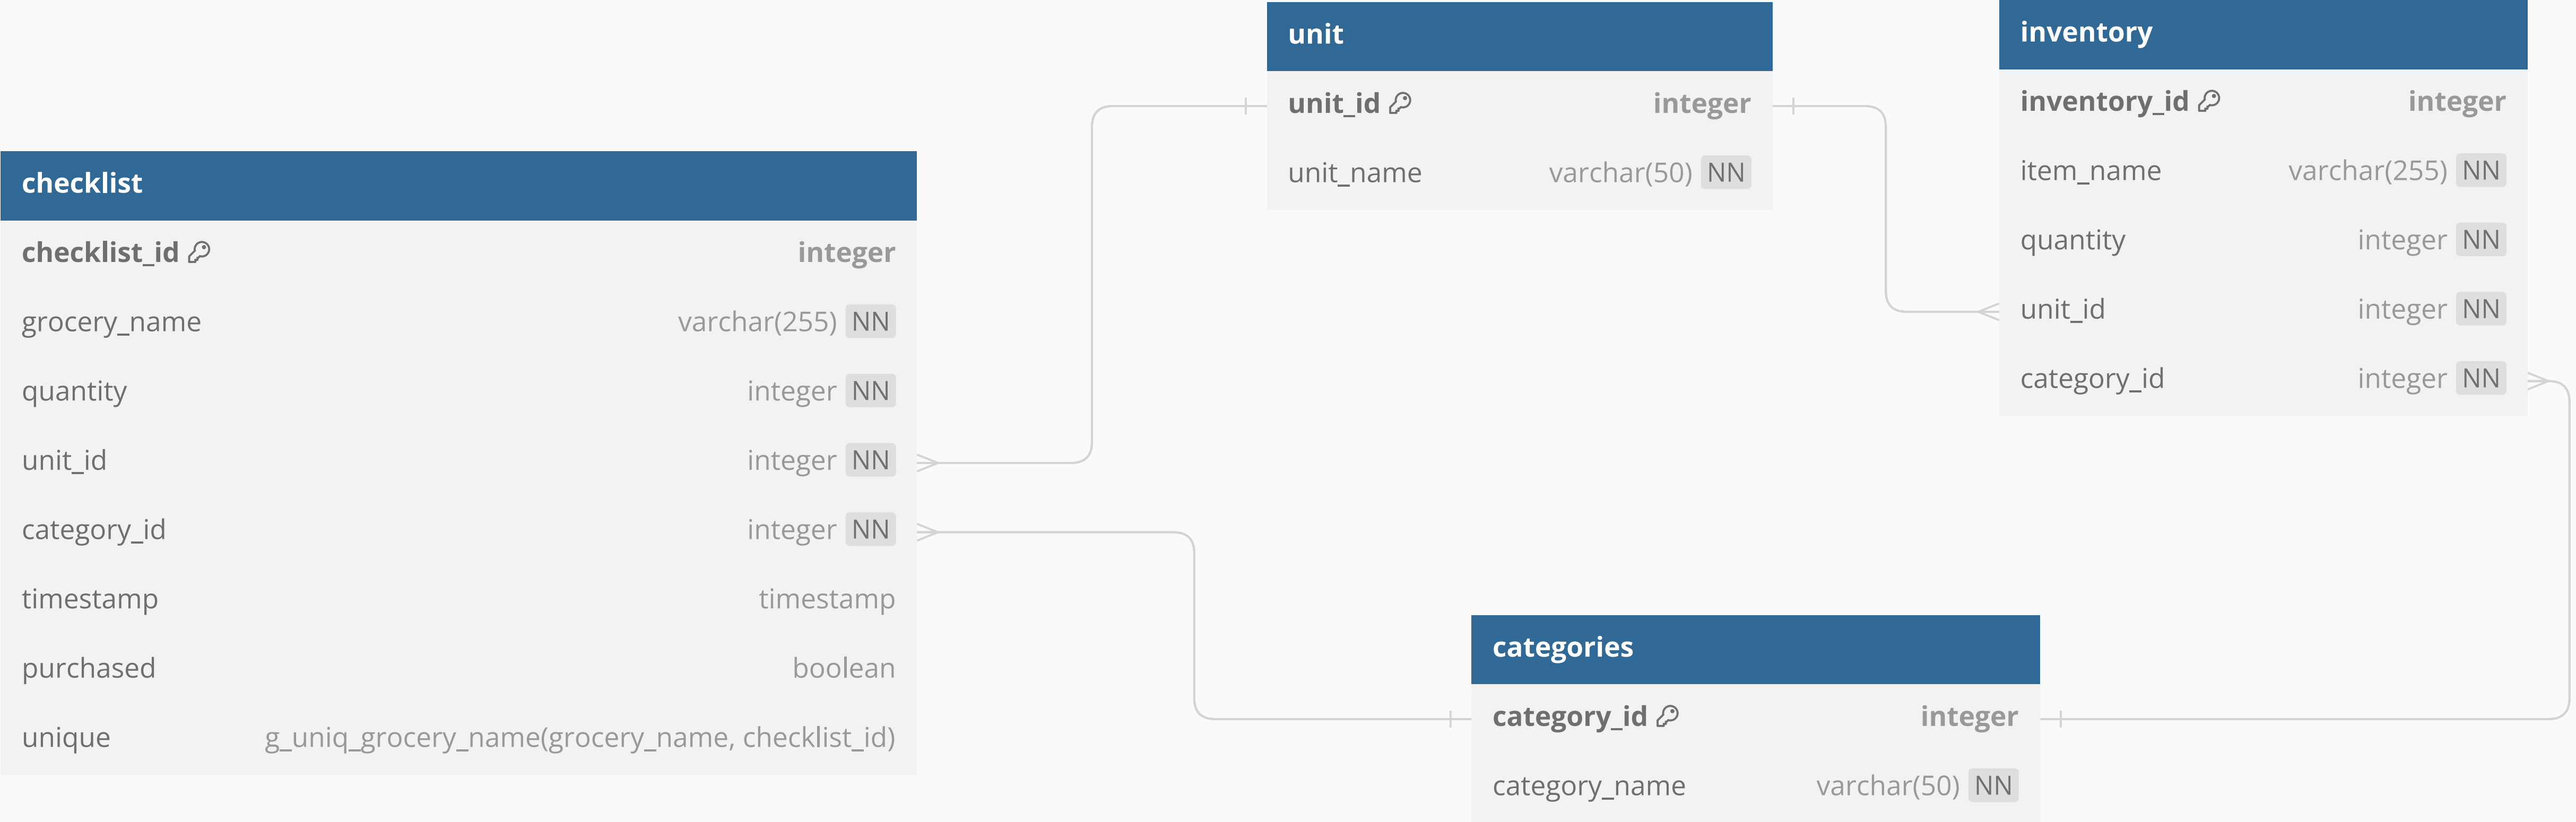 checklist
checklist_id integer
grocery_name varchar(255) NN
quantity integer NN
unit_id integer NN
category_id integer NN
timestamp timestamp
purchased boolean
unique g_uniq_grocery_name(grocery_name, checklist_id)
unit
unit_id integer
unit_name varchar(50) NN
inventory
inventory_id integer
item_name varchar(255) NN
quantity integer NN
unit_id integer NN
category_id integer NN
categories
category_id integer
category_name varchar(50) NN